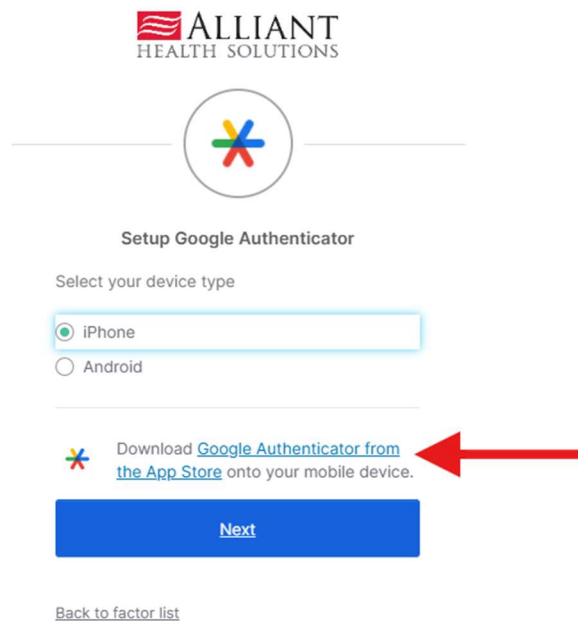 ALLIANT
HEALTH SOLUTIONS
Setup Google Authenticator
Select your device type
iPhone
Android
Download Google Authenticator from
the App Store onto your mobile device.
Next
Back to factor list